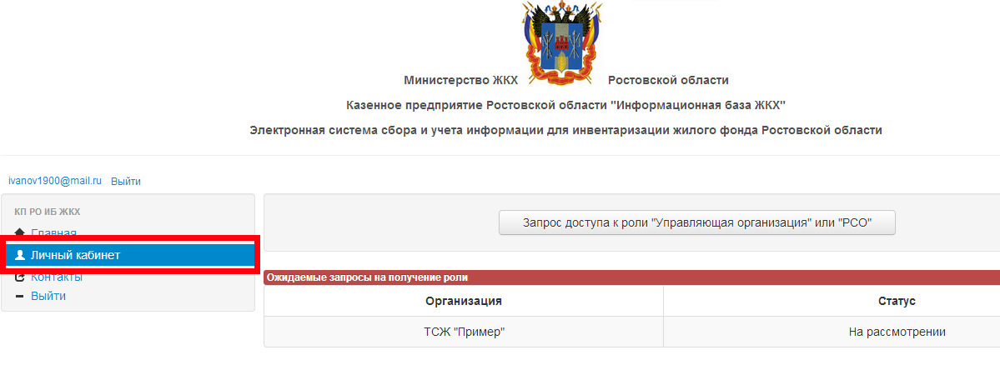 Министерство ЖКХ Ростовской области
Казенное предприятие Ростовской области "Информационная база ЖКХ"
Электронная система сбора и учета информации для инвентаризации жилого фонда Ростовской области
ivanov1900@mail.ru Выйти
КП РО ИБ ЖКХ
Главная
Личный кабинет
Контакты
Выйти
Запрос доступа к роли "Управляющая организация" или "РСО"
Ожидаемые запросы на получение роли
Организация Статус
ТСЖ "Пример" На рассмотрении